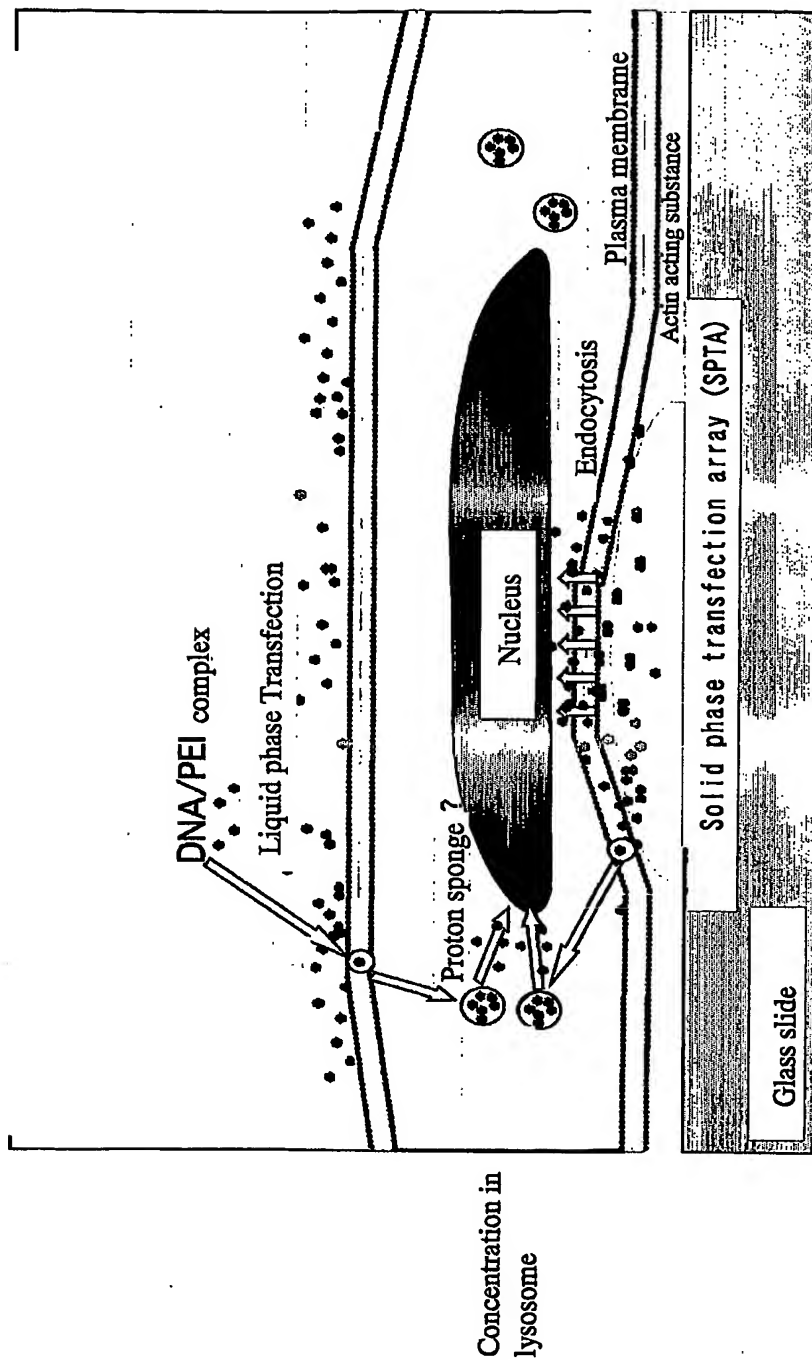 DNA/PEI complex
Liquid phase Transfection
Proton sponge ?
Concentration in
lysosome
Nucleus
Endocytosis
Plasma membrame
Actin acting substance
Solid phase transfection array (SPTA)
Glass slide